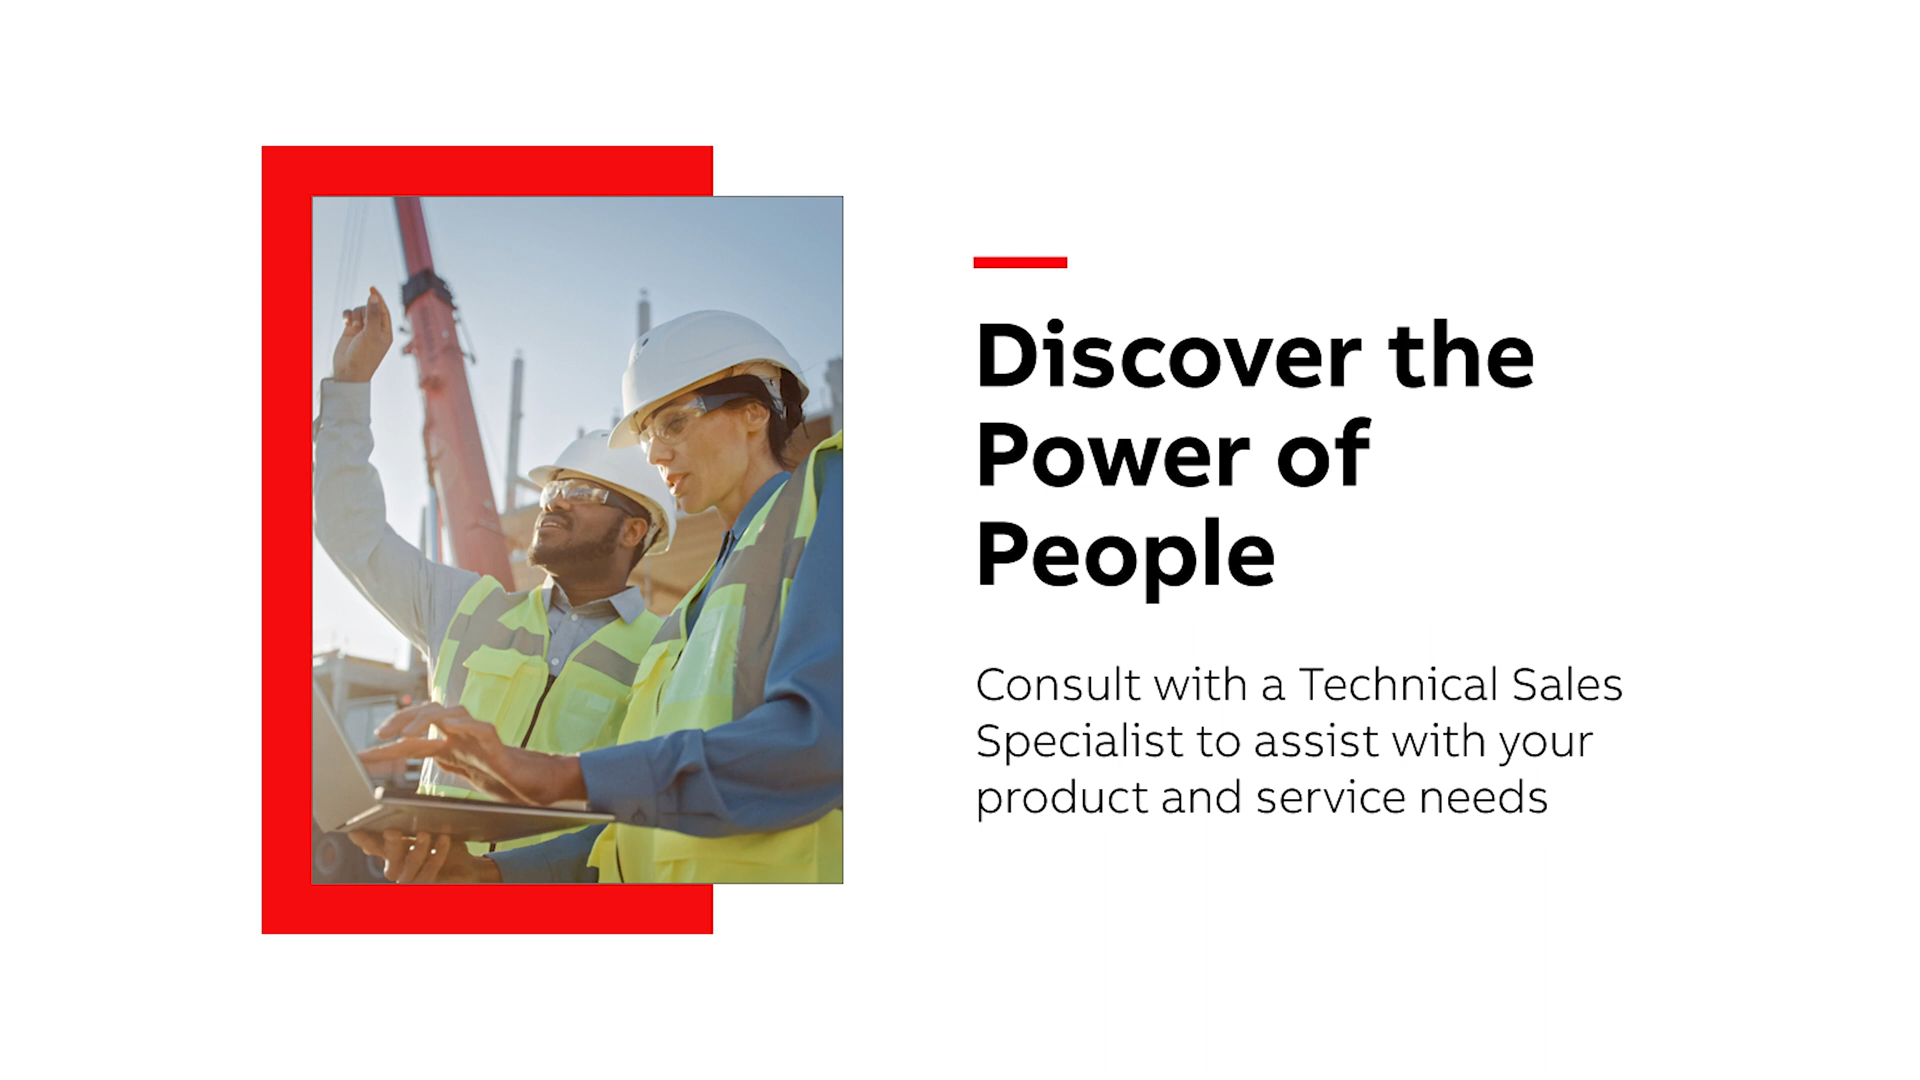 Discover the
Power of
People
Consult with a Technical Sales
Specialist to assist with your
product and service needs